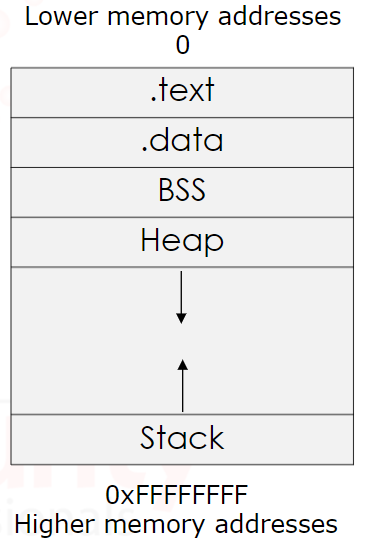 Lower memory addresses
0
.text
.data
BSS
Heap
Stack
0xFFFFFFFF
Higher memory addresses